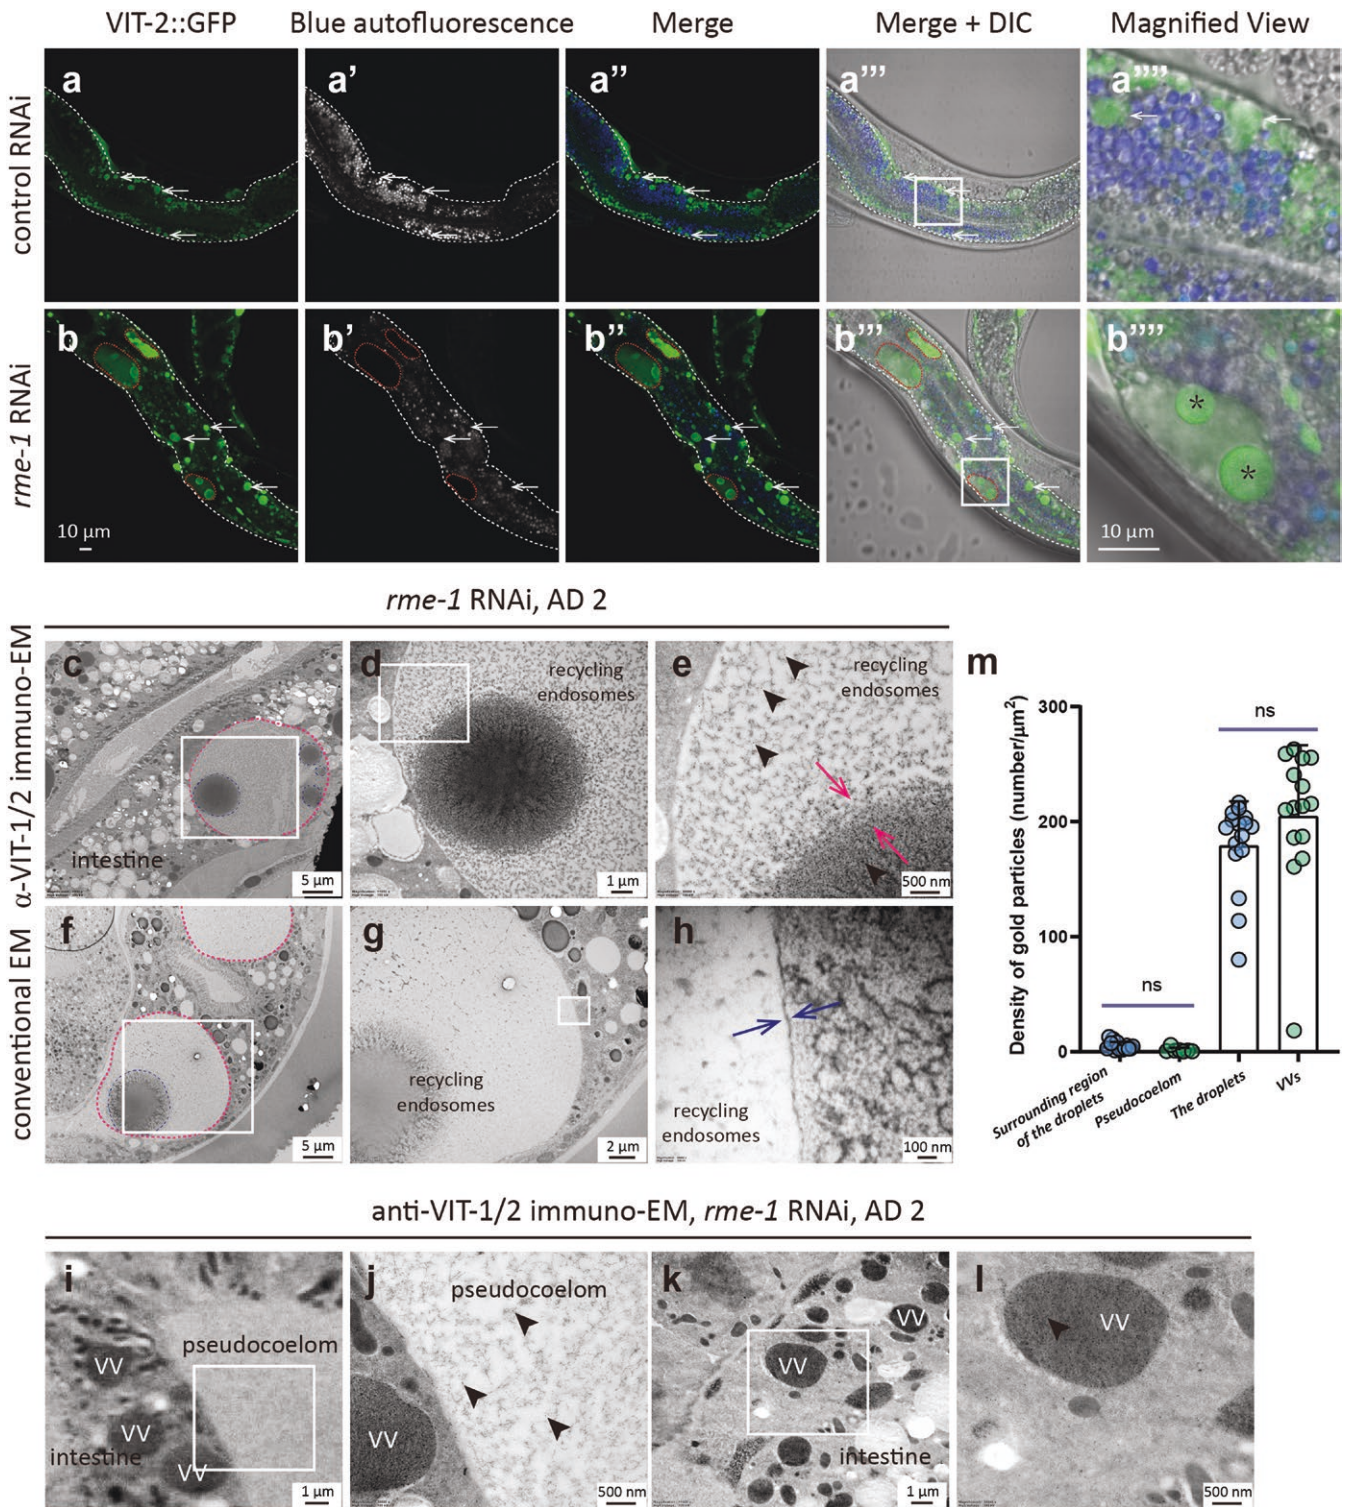 VIT-2::GFP
Blue autofluorescence
Merge
Merge + DIC
Magnified View
control RNAi
a
a'
a''
a'''
a''''
rme-1 RNAi
b
b'
b''
b'''
b''''
*
*
10 µm
10 µm
rme-1 RNAi, AD 2
α-VIT-1/2 immuno-EM
c
intestine
5 µm
d
recycling
endosomes
1 µm
e
recycling
endosomes
500 nm
conventional EM
f
5 µm
g
recycling
endosomes
2 µm
h
recycling
endosomes
100 nm
m
Density of gold particles (number/µm²)
300
200
100
0
ns
ns
Surrounding region
of the droplets
Pseudocoelom
The droplets
VVs
anti-VIT-1/2 immuno-EM, rme-1 RNAi, AD 2
i
pseudocoelom
VV
VV
intestine
VV
1 µm
j
pseudocoelom
VV
500 nm
k
VV
VV
intestine
1 µm
l
VV
500 nm